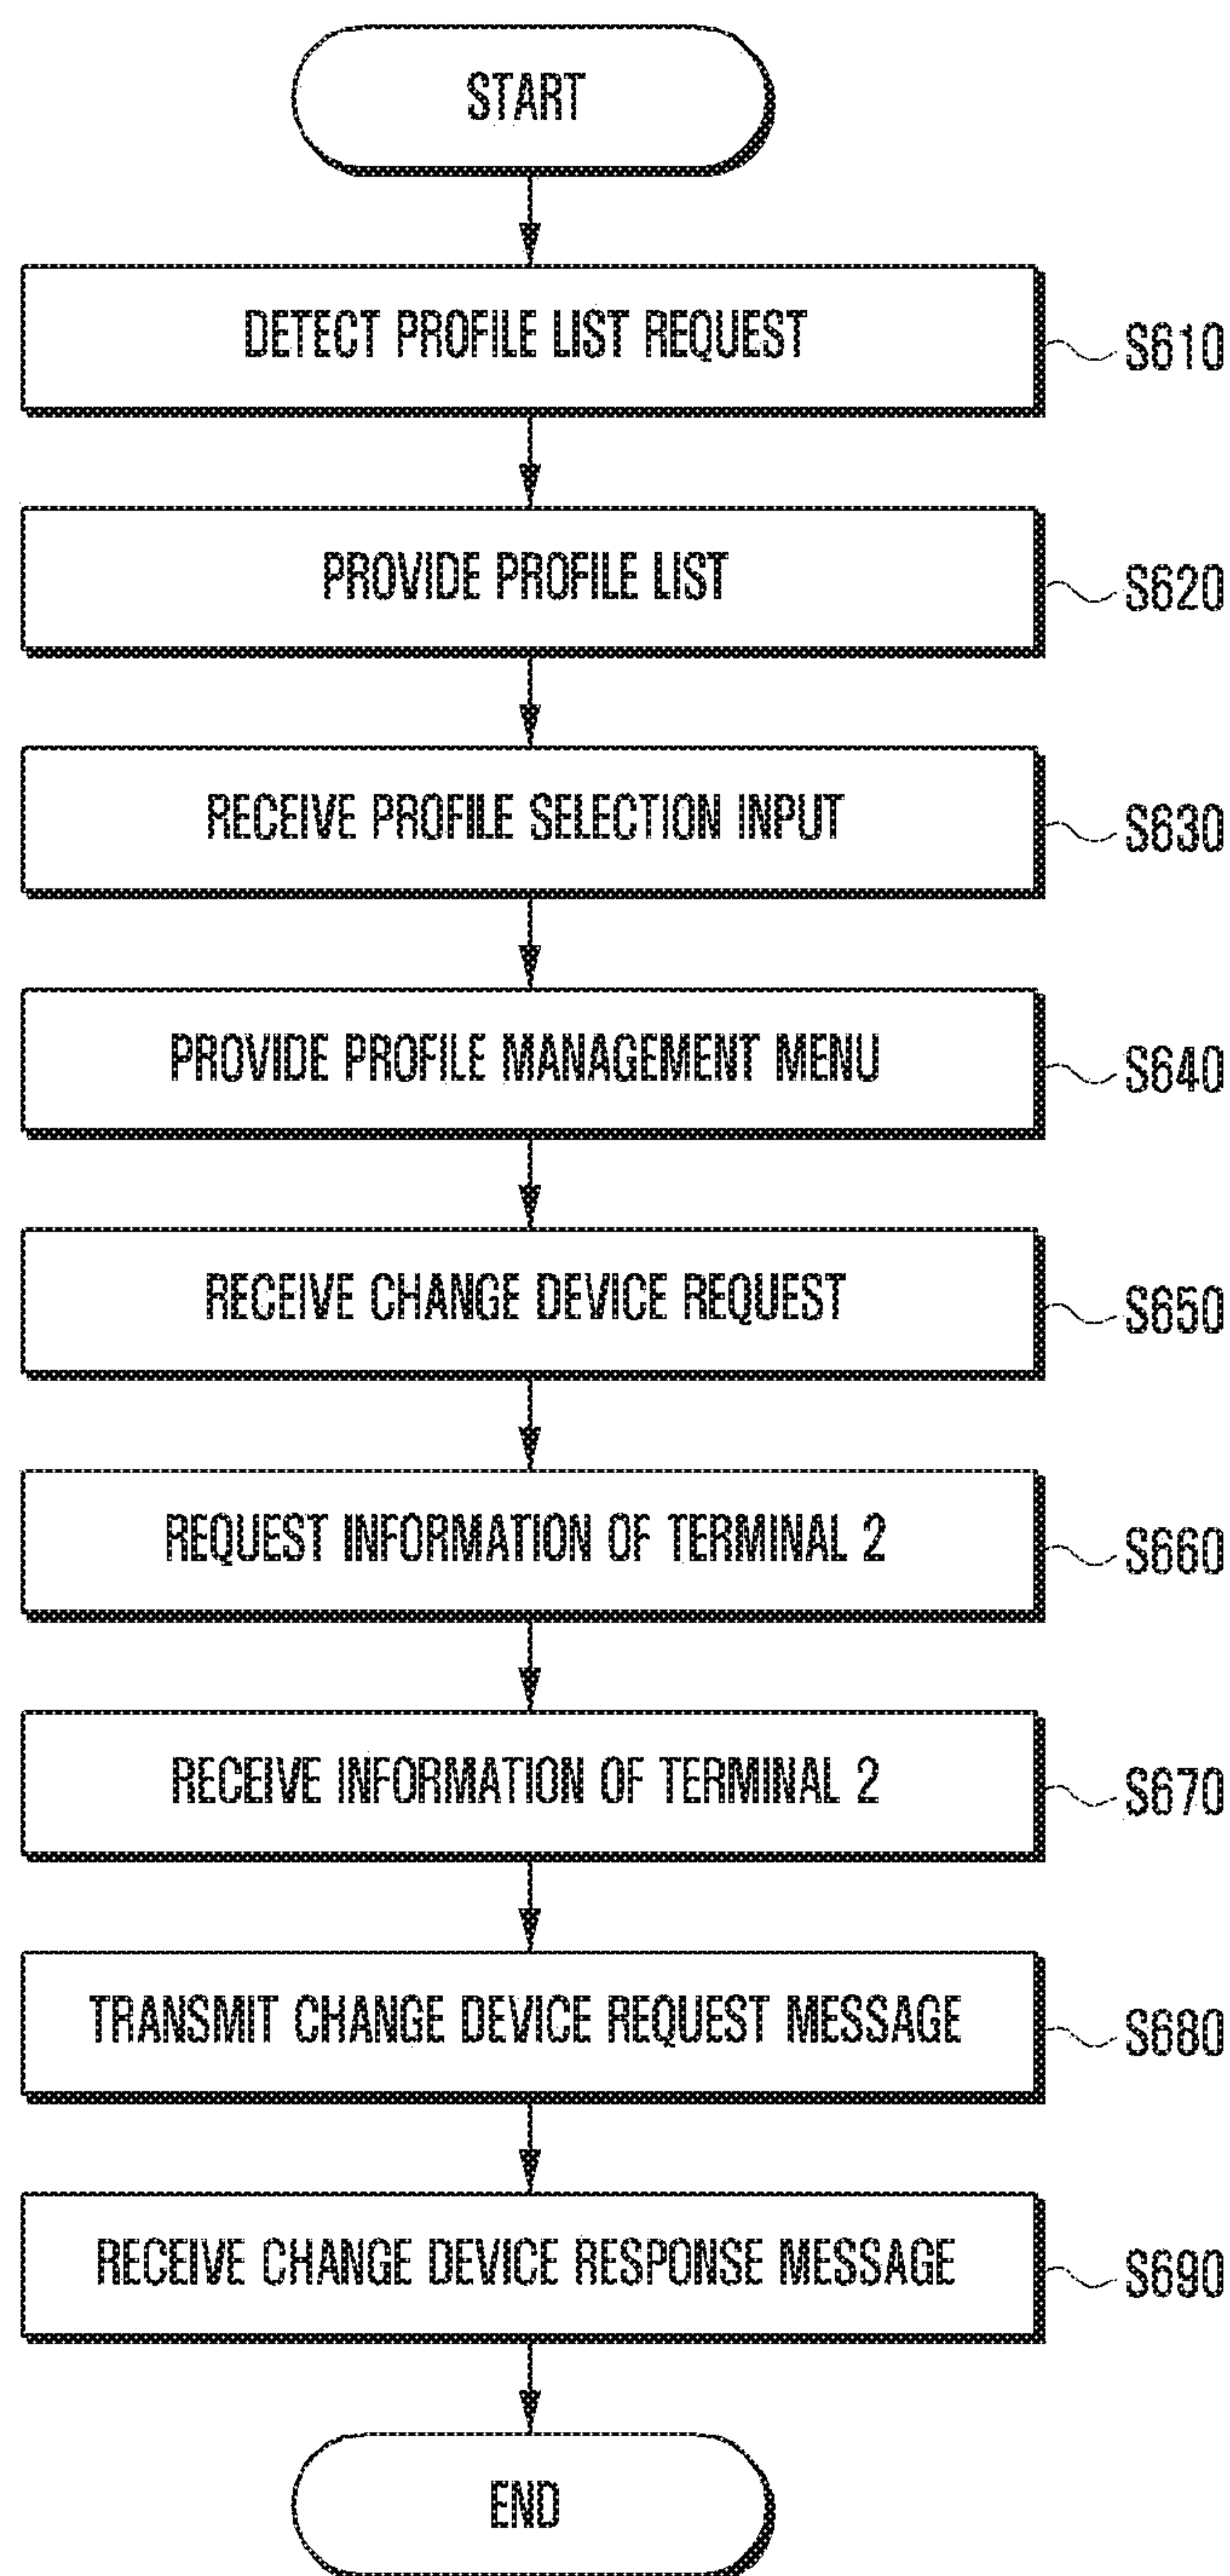 START
DETECT PROFILE LIST REQUEST
S610
PROVIDE PROFILE LIST
S620
RECEIVE PROFILE SELECTION INPUT
S630
PROVIDE PROFILE MANAGEMENT MENU
S640
RECEIVE CHANGE DEVICE REQUEST
S650
REQUEST INFORMATION OF TERMINAL 2
S660
RECEIVE INFORMATION OF TERMINAL 2
S670
TRANSMIT CHANGE DEVICE REQUEST MESSAGE
S680
RECEIVE CHANGE DEVICE RESPONSE MESSAGE
S690
END